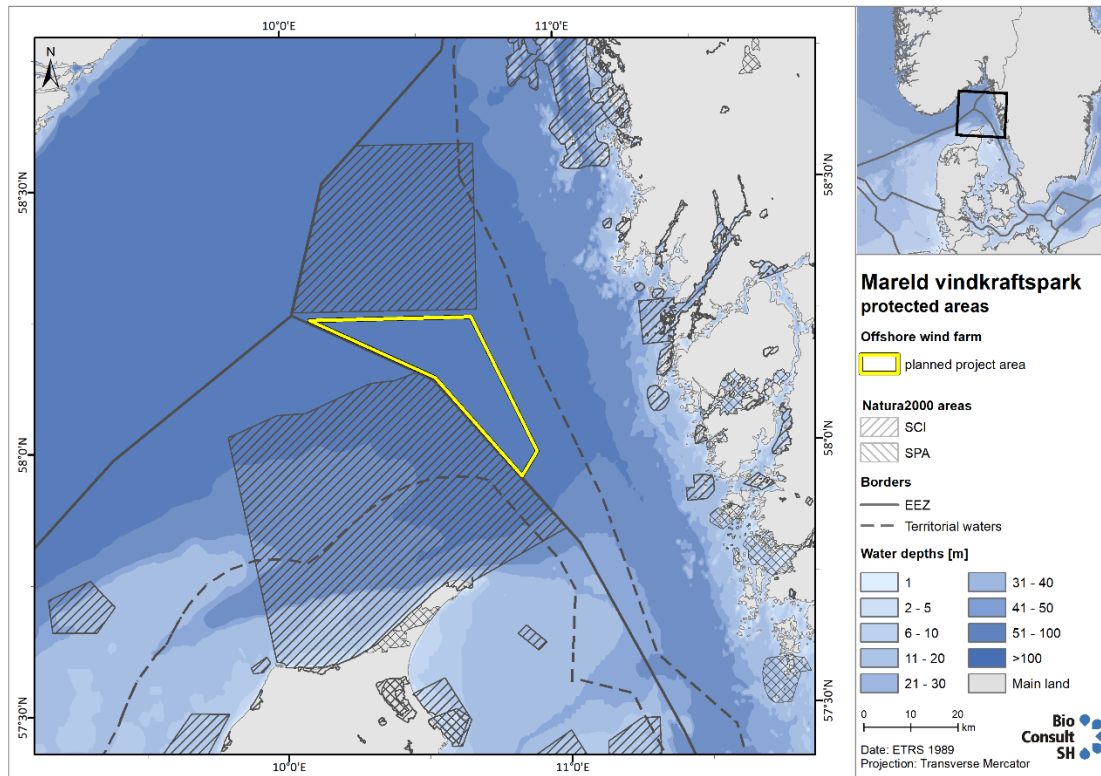 10°0'E 11°0'E
N
58°30'N 58°30'N
58°0'N 58°0'N
57°30'N 57°30'N
10°0'E 11°0'E
Mareld vindkraftspark
protected areas
Offshore wind farm
planned project area
Natura2000 areas
SCI
SPA
Borders
EEZ
Territorial waters
Water depths [m]
1 31 - 40
2 - 5 41 - 50
6 - 10 51 - 100
11 - 20 >100
21 - 30 Main land
0 10 20
km
Date: ETRS 1989
Projection: Transverse Mercator
Bio
Consult
SH